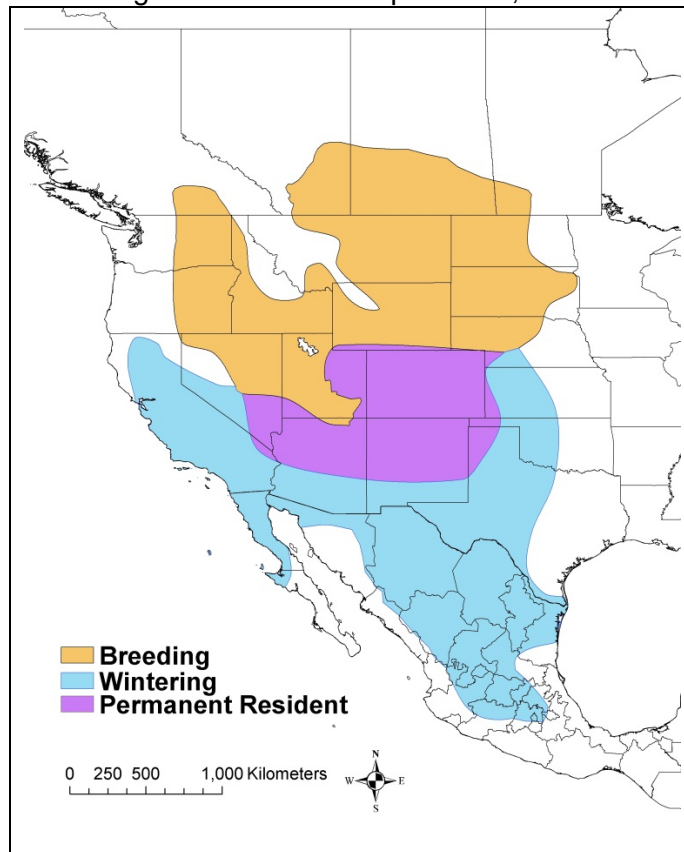 Breeding
Wintering
Permanent Resident
0 250 500 1,000 Kilometers
N
W E
S